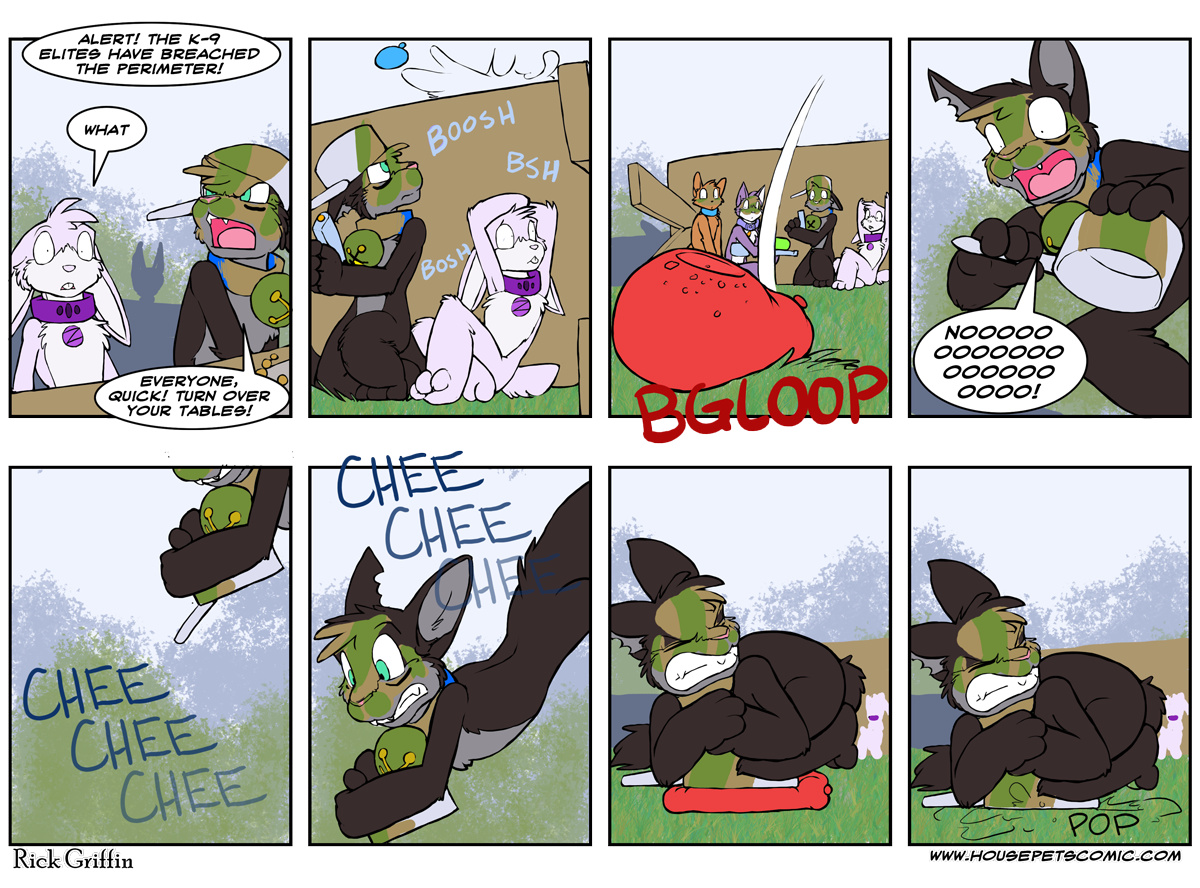 ALERT! THE K-9
ELITES HAVE BREACHED
THE PERIMETER!
WHAT
EVERYONE,
QUICK! TURN OVER
YOUR TABLES!
Z
BOOSH
BSH
BOSH
Z
BGLOOP
NOOOOO
OOOOOOO
OOOOOO
OOOO!
CHEE
CHEE
CHEE
CHEE
CHEE
CHEE
POP
Rick Griffin
WWW.HOUSEPETSCOMIC.COM